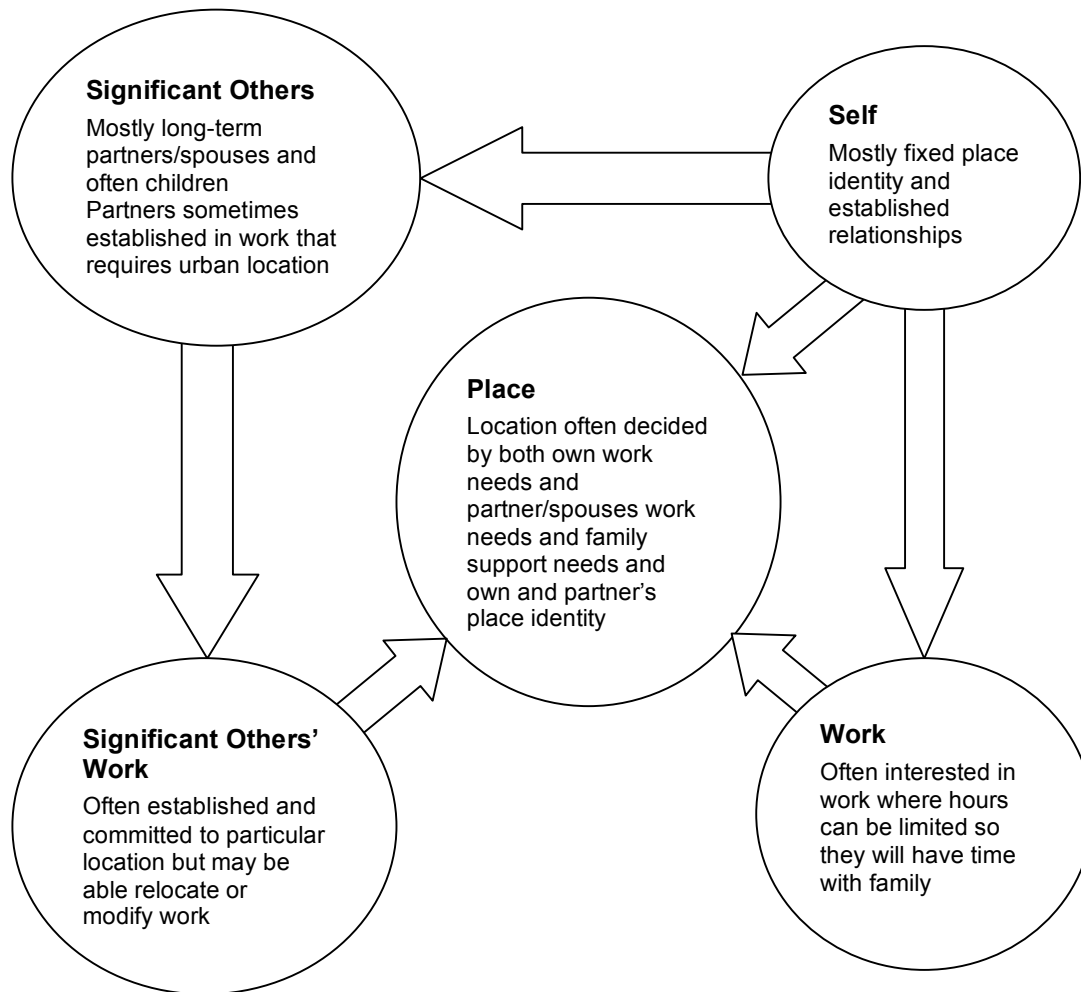 Significant Others
Mostly long-term
partners/spouses and
often children
Partners sometimes
established in work that
requires urban location
Self
Mostly fixed place
identity and
established
relationships
Place
Location often decided
by both own work
needs and
partner/spouses work
needs and family
support needs and
own and partner’s
place identity
Significant Others’
Work
Often established and
committed to particular
location but may be
able relocate or
modify work
Work
Often interested in
work where hours
can be limited so
they will have time
with family